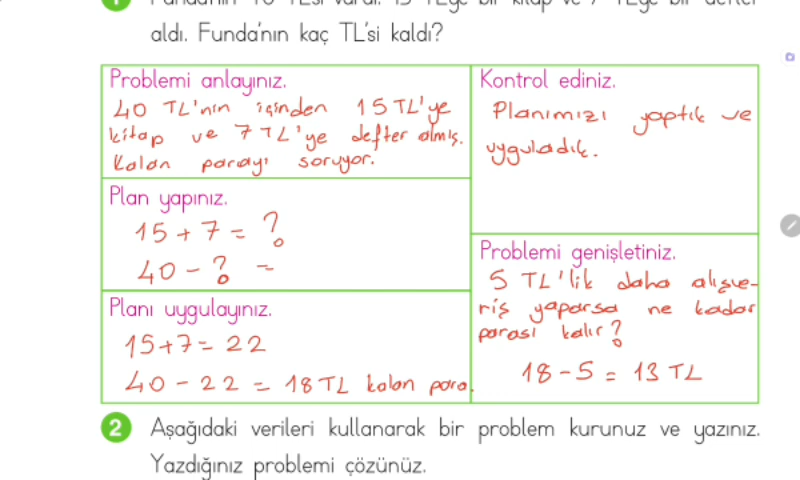 aldı. Funda'nın kaç TL'si kaldı?
Problemi anlayınız.
40 TL'nin içinden 15 TL'ye
kitap ve 7 TL'ye defter almış.
Kalan parayı soruyor.
Plan yapınız.
15 + 7 = ?
40 - ? =
Planı uygulayınız.
15+7= 22
40 - 22 = 18 TL kalan para.
Kontrol ediniz.
Planımızı yaptık ve
uyguladık.
Problemi genişletiniz.
5 TL'lik daha alışve-
riş yaparsa ne kadar
parası kalır?
18-5 = 13 TL
2 Aşağıdaki verileri kullanarak bir problem kurunuz ve yazınız.
Yazdığınız problemi çözünüz.